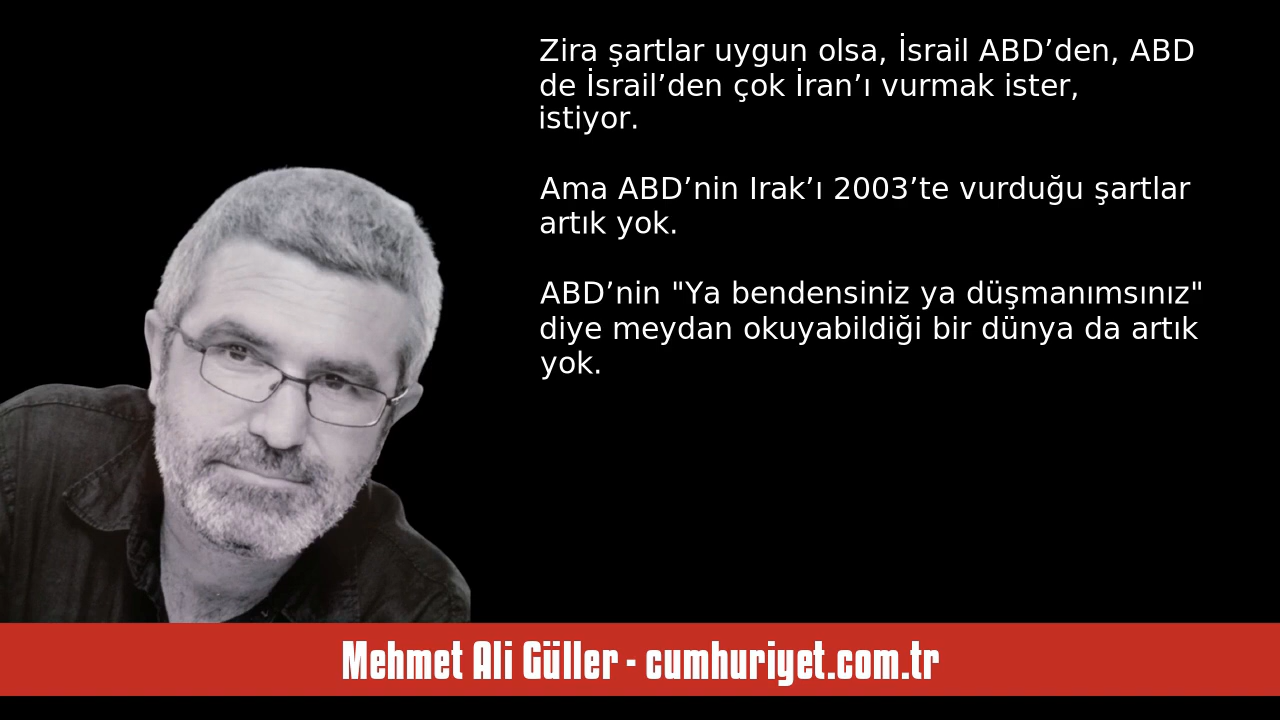 Zira şartlar uygun olsa, İsrail ABD’den, ABD
de İsrail’den çok İran’ı vurmak ister,
istiyor.
Ama ABD’nin Irak’ı 2003’te vurduğu şartlar
artık yok.
ABD’nin "Ya bendensiniz ya düşmanımsınız"
diye meydan okuyabildiği bir dünya da artık
yok.
Mehmet Ali Güller - cumhuriyet.com.tr